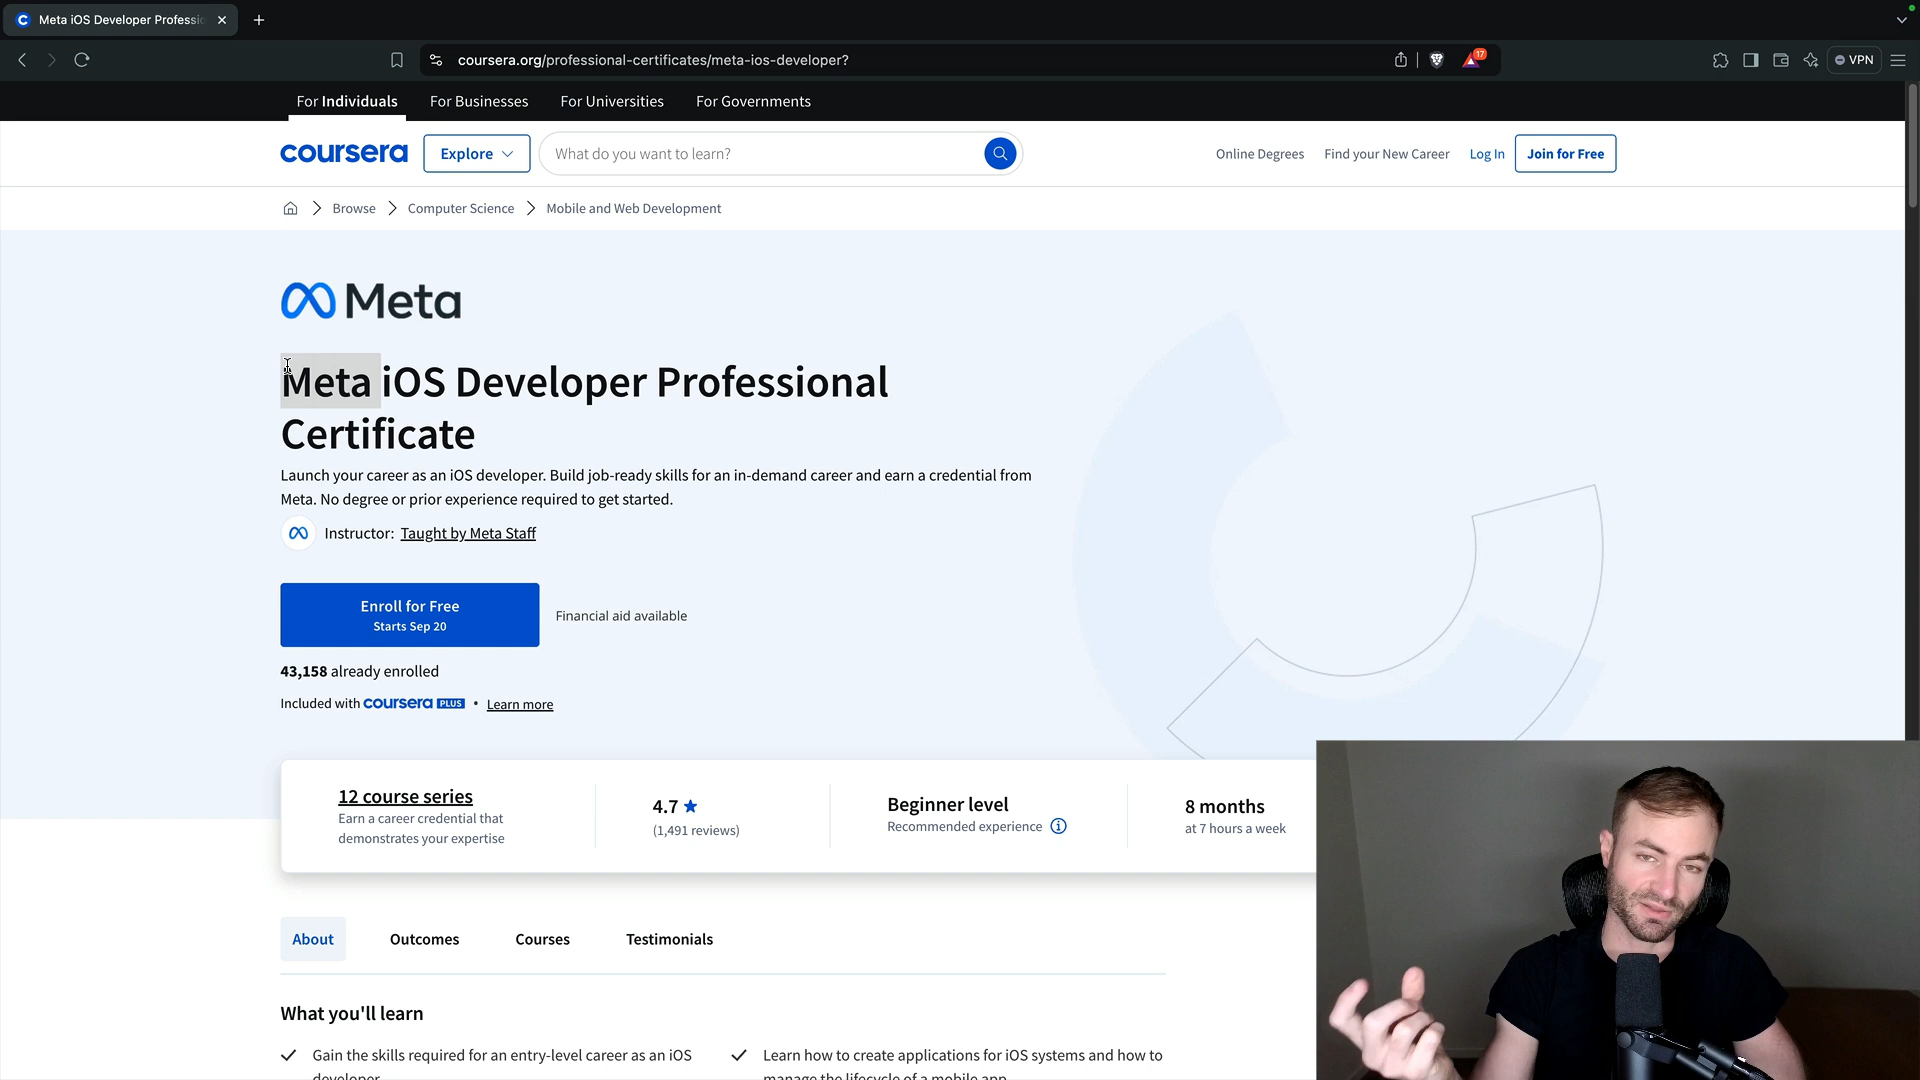 Meta iOS Developer Professio
coursera.org/professional-certificates/meta-ios-developer?
17
VPN
For Individuals
For Businesses
For Universities
For Governments
coursera
Explore
What do you want to learn?
Online Degrees
Find your New Career
Log In
Join for Free
Browse
Computer Science
Mobile and Web Development
Meta
Meta iOS Developer Professional
Certificate
Launch your career as an iOS developer. Build job-ready skills for an in-demand career and earn a credential from
Meta. No degree or prior experience required to get started.
Instructor: Taught by Meta Staff
Enroll for Free
Starts Sep 20
Financial aid available
43,158 already enrolled
Included with coursera PLUS • Learn more
12 course series
Earn a career credential that
demonstrates your expertise
4.7
(1,491 reviews)
Beginner level
Recommended experience
8 months
at 7 hours a week
About
Outcomes
Courses
Testimonials
What you'll learn
Gain the skills required for an entry-level career as an iOS
developer
Learn how to create applications for iOS systems and how to
manage the lifecycle of a mobile app